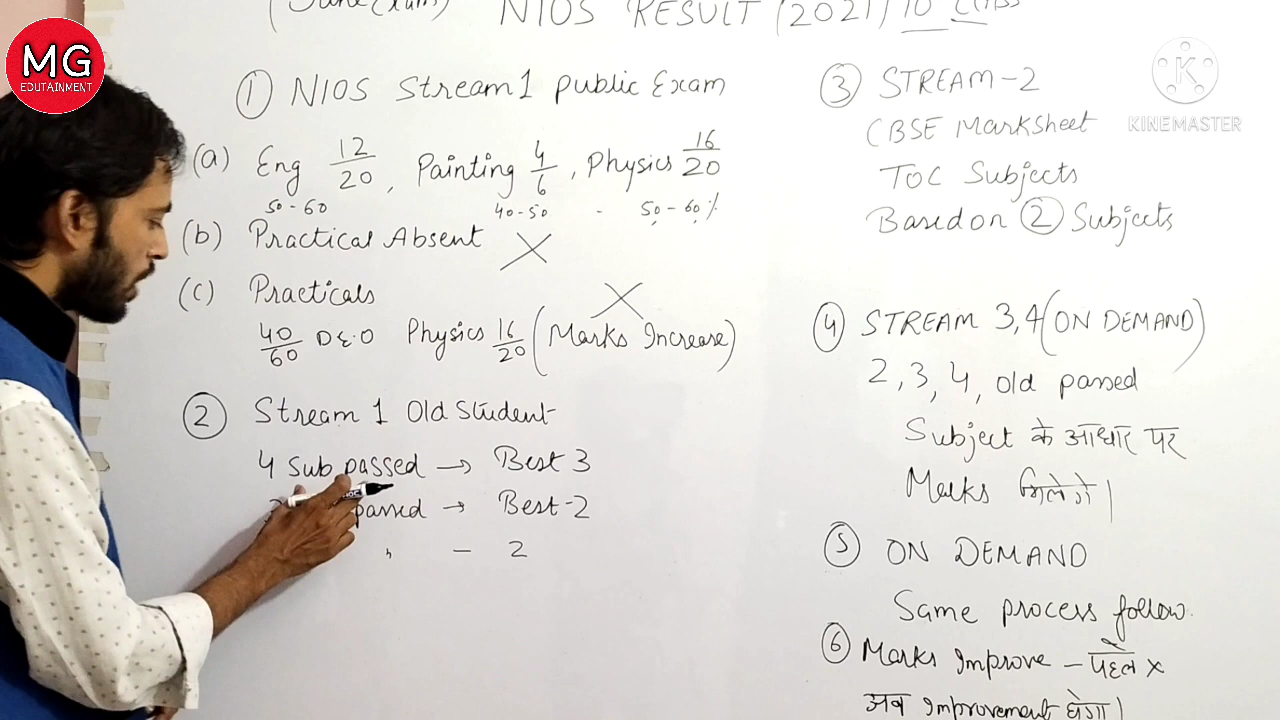 MG
EDUTAINMENT
(June Exam) NIOS RESULT (2021) 10 Class
① NIOS Stream 1 Public Exam
(a) Eng 12/20, Painting 4/6, Physics 16/20
50-60 40-50 - 50-60%
(b) Practical Absent ×
(c) Practicals ×
40/60 D.E.O Physics 16/20 (Marks Increase)
② Stream 1 Old Student
4 Sub passed → Best 3
passed → Best-2
" - 2
③ STREAM-2
CBSE Marksheet
TOC Subjects
Based on ② Subjects
④ STREAM 3,4 (ON DEMAND)
2, 3, 4, old passed
Subject के आधार पर
Marks मिलेगे।
⑤ ON DEMAND
Same process follow.
⑥ Marks Improve - पहले ×
अब Improvement
KINEMASTER